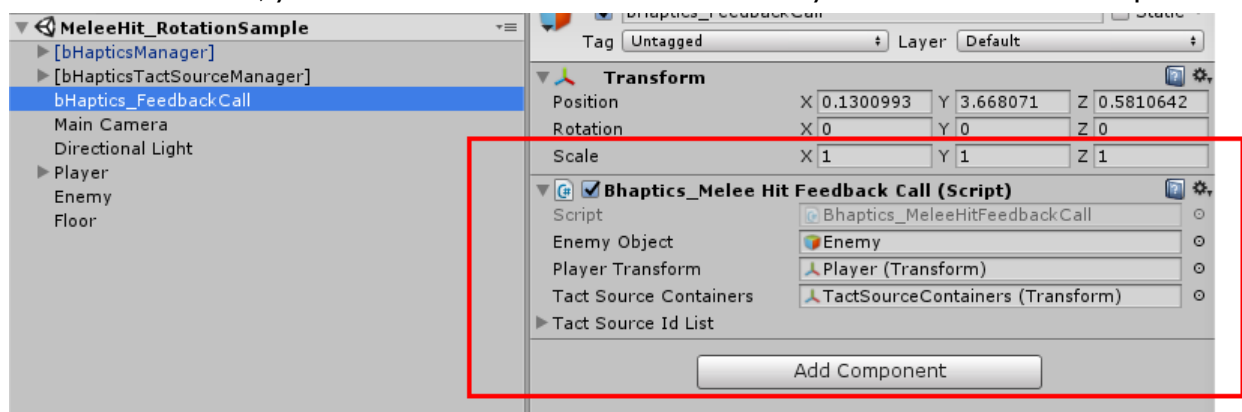 MeleeHit_RotationSample
[bHapticsManager]
[bHapticsTactSourceManager]
bHaptics_FeedbackCall
Main Camera
Directional Light
Player
Enemy
Floor
Tag Untagged Layer Default
Transform
Position X 0.1300993 Y 3.668071 Z 0.5810642
Rotation X 0 Y 0 Z 0
Scale X 1 Y 1 Z 1
Bhaptics_Melee Hit Feedback Call (Script)
Script Bhaptics_MeleeHitFeedbackCall
Enemy Object Enemy
Player Transform Player (Transform)
Tact Source Containers TactSourceContainers (Transform)
Tact Source Id List
Add Component